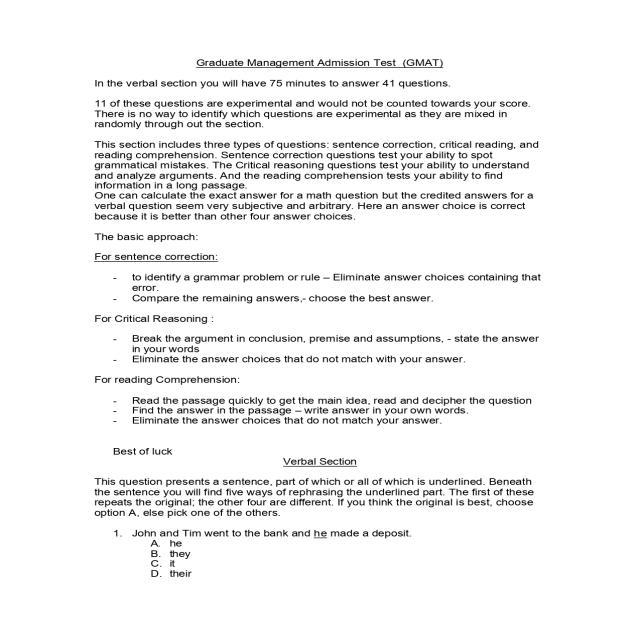 Graduate Management Admission Test (GMAT)
In the verbal section you will have 75 minutes to answer 41 questions.
11 of these questions are experimental and would not be counted towards your score.
There is no way to identify which questions are experimental as they are mixed in
randomly through out the section.
This section includes three types of questions: sentence correction, critical reading, and
reading comprehension. Sentence correction questions test your ability to spot
grammatical mistakes. The Critical reasoning questions test your ability to understand
and analyze arguments. And the reading comprehension tests your ability to find
information in a long passage.
One can calculate the exact answer for a math question but the credited answers for a
verbal question seem very subjective and arbitrary. Here an answer choice is correct
because it is better than other four answer choices.
The basic approach:
For sentence correction:
- to identify a grammar problem or rule – Eliminate answer choices containing that
error.
- Compare the remaining answers,- choose the best answer.
For Critical Reasoning :
- Break the argument in conclusion, premise and assumptions, - state the answer
in your words
- Eliminate the answer choices that do not match with your answer.
For reading Comprehension:
- Read the passage quickly to get the main idea, read and decipher the question
- Find the answer in the passage – write answer in your own words.
- Eliminate the answer choices that do not match your answer.
Best of luck
Verbal Section
This question presents a sentence, part of which or all of which is underlined. Beneath
the sentence you will find five ways of rephrasing the underlined part. The first of these
repeats the original; the other four are different. If you think the original is best, choose
option A, else pick one of the others.
1. John and Tim went to the bank and he made a deposit.
A. he
B. they
C. it
D. their